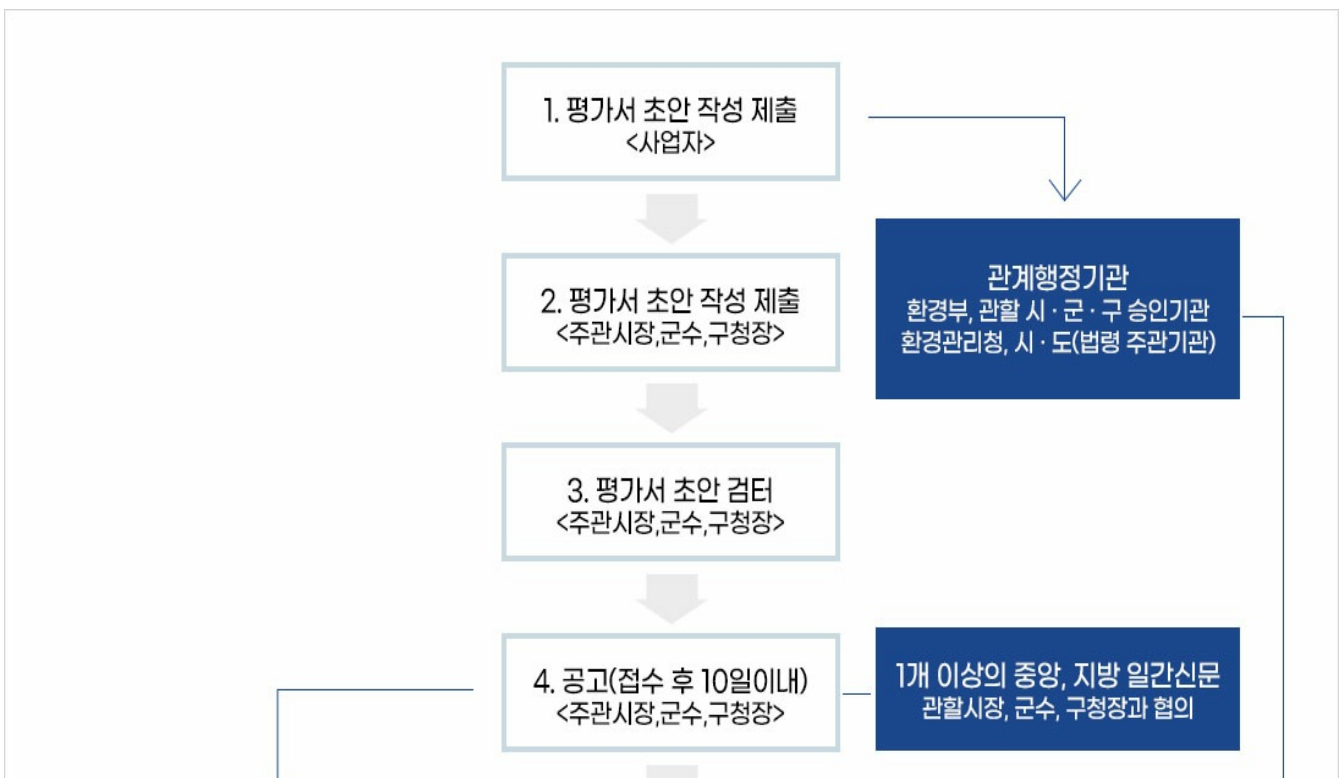 1. 평가서 초안 작성 제출
<사업자>
관계행정기관
환경부, 관할 시 · 군 · 구 승인기관
환경관리청, 시 · 도(법령 주관기관)
2. 평가서 초안 작성 제출
<주관시장,군수,구청장>
3. 평가서 초안 검터
<주관시장,군수,구청장>
4. 공고(접수 후 10일이내)
<주관시장,군수,구청장>
1개 이상의 중앙, 지방 일간신문
관할시장, 군수, 구청장과 협의